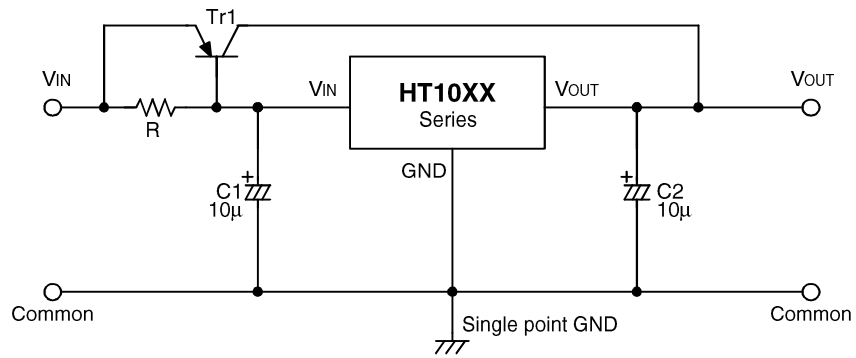 Tr1
VIN
R
VIN
HT10XX
Series
VOUT
VOUT
GND
C1
10μ
C2
10μ
Common
Common
Single point GND
+
+